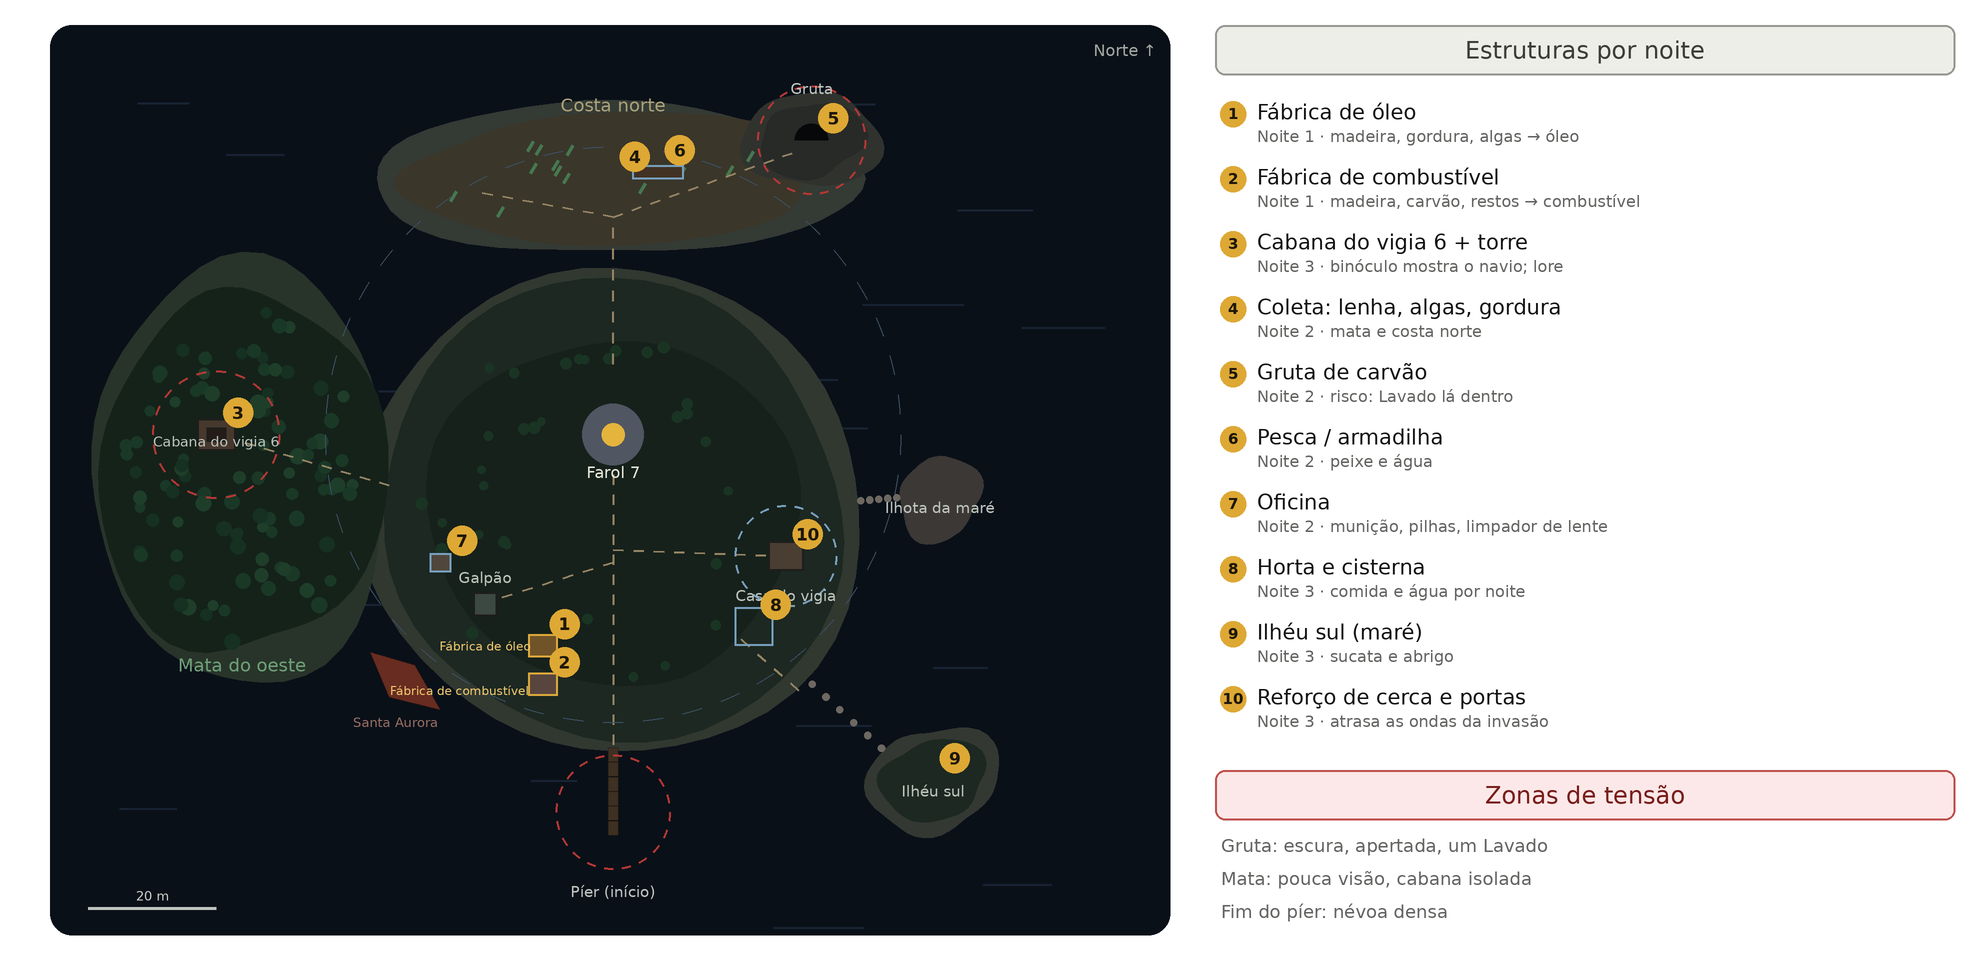 Norte ↑
Gruta
5
Costa norte
4
6
3
Cabana do vigia 6
Farol 7
Ilhota da maré
10
7
Galpão
Casa do vigia
8
1
Fábrica de óleo
2
Mata do oeste
Fábrica de combustível
Santa Aurora
9
Ilhéu sul
Píer (início)
20 m
Estruturas por noite
1 Fábrica de óleo
Noite 1 · madeira, gordura, algas → óleo
2 Fábrica de combustível
Noite 1 · madeira, carvão, restos → combustível
3 Cabana do vigia 6 + torre
Noite 3 · binóculo mostra o navio; lore
4 Coleta: lenha, algas, gordura
Noite 2 · mata e costa norte
5 Gruta de carvão
Noite 2 · risco: Lavado lá dentro
6 Pesca / armadilha
Noite 2 · peixe e água
7 Oficina
Noite 2 · munição, pilhas, limpador de lente
8 Horta e cisterna
Noite 3 · comida e água por noite
9 Ilhéu sul (maré)
Noite 3 · sucata e abrigo
10 Reforço de cerca e portas
Noite 3 · atrasa as ondas da invasão
Zonas de tensão
Gruta: escura, apertada, um Lavado
Mata: pouca visão, cabana isolada
Fim do píer: névoa densa